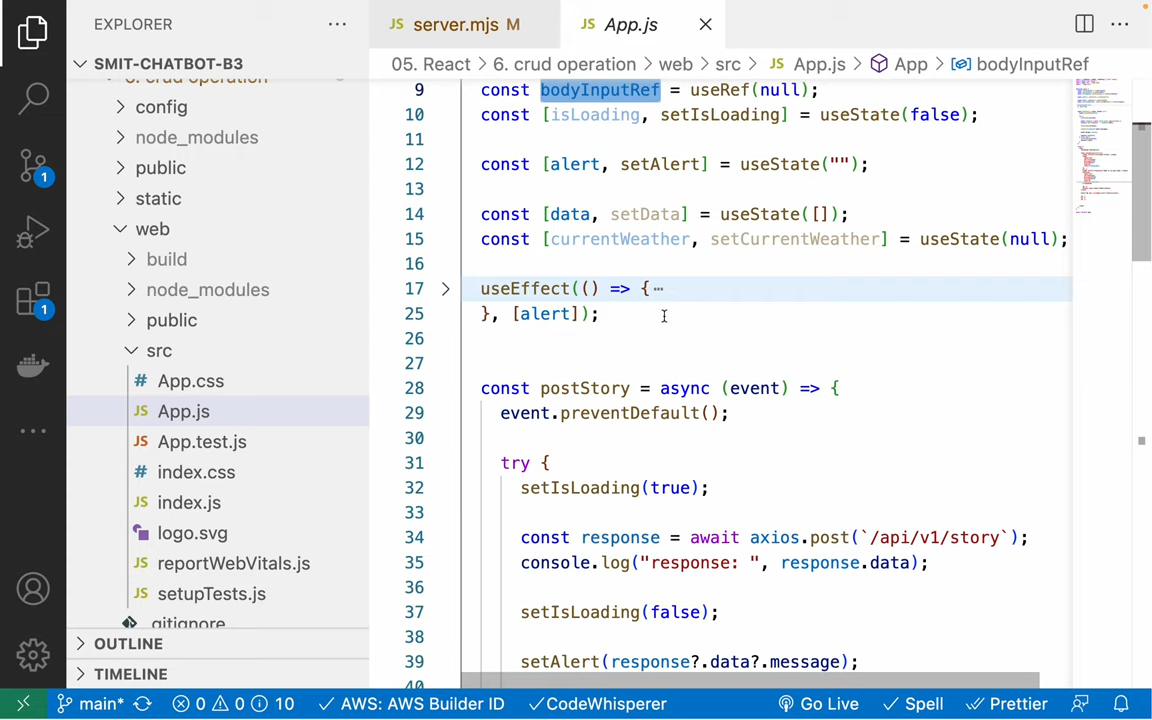 EXPLORER
SMIT-CHATBOT-B3
6. crud operation
config
node_modules
public
static
web
build
node_modules
public
src
App.css
App.js
App.test.js
index.css
index.js
logo.svg
reportWebVitals.js
setupTests.js
.gitignore
OUTLINE
TIMELINE
1
1
JS server.mjs M
JS App.js
05. React > 6. crud operation > web > src > JS App.js > App > bodyInputRef
9 const bodyInputRef = useRef(null);
10 const [isLoading, setIsLoading] = useState(false);
11
12 const [alert, setAlert] = useState("");
13
14 const [data, setData] = useState([]);
15 const [currentWeather, setCurrentWeather] = useState(null);
16
17 useEffect(() => {⋯
25 }, [alert]);
26
27
28 const postStory = async (event) => {
29 event.preventDefault();
30
31 try {
32 setIsLoading(true);
33
34 const response = await axios.post(`/api/v1/story`);
35 console.log("response: ", response.data);
36
37 setIsLoading(false);
38
39 setAlert(response?.data?.message);
40
main* 0 0 10 AWS: AWS Builder ID CodeWhisperer Go Live Spell Prettier